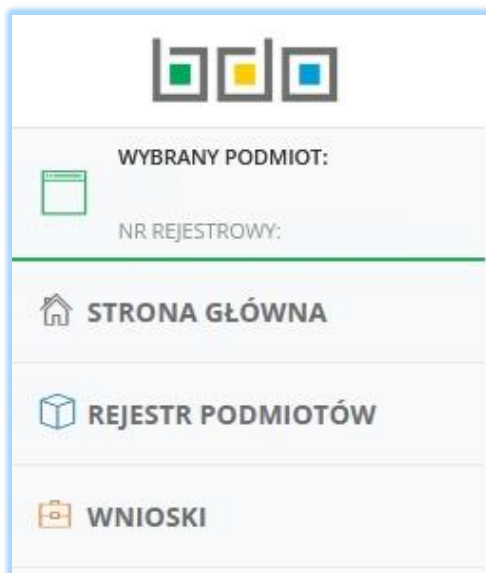 bdo
WYBRANY PODMIOT:
NR REJESTROWY:
STRONA GŁÓWNA
REJESTR PODMIOTÓW
WNIOSKI